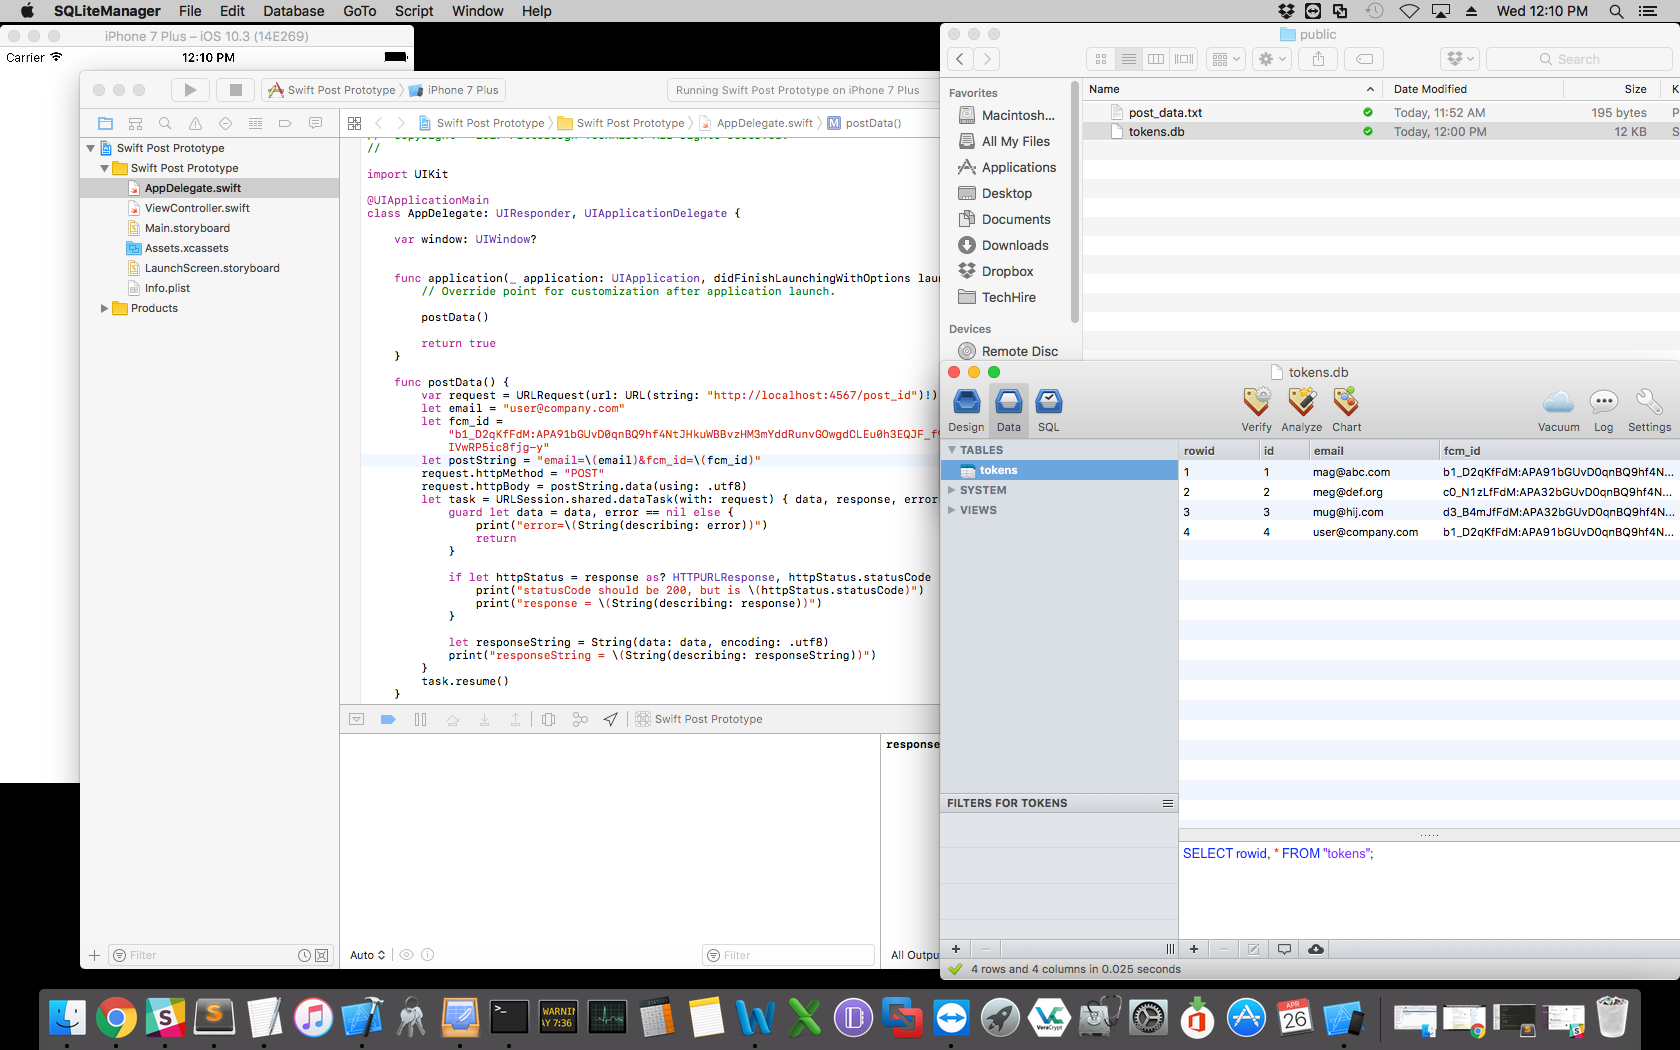 SQLiteManager File Edit Database GoTo Script Window Help
Wed 12:10 PM
iPhone 7 Plus – iOS 10.3 (14E269)
Carrier 12:10 PM
Swift Post Prototype iPhone 7 Plus
Running Swift Post Prototype on iPhone 7 Plus
Swift Post Prototype Swift Post Prototype AppDelegate.swift M postData()
Swift Post Prototype
Swift Post Prototype
AppDelegate.swift
ViewController.swift
Main.storyboard
Assets.xcassets
LaunchScreen.storyboard
Info.plist
Products
//
import UIKit
@UIApplicationMain
class AppDelegate: UIResponder, UIApplicationDelegate {
var window: UIWindow?
func application(_ application: UIApplication, didFinishLaunchingWithOptions lau
// Override point for customization after application launch.
postData()
return true
}
func postData() {
var request = URLRequest(url: URL(string: "http://localhost:4567/post_id")!)
let email = "user@company.com"
let fcm_id =
"b1_D2qKfFdM:APA91bGUvD0qnBQ9hf4NtJHkuWBBvzHM3mYddRunvGOwgdCLEu0h3EQJF_f9
IVwRP5ic8fjg-y"
let postString = "email=\(email)&fcm_id=\(fcm_id)"
request.httpMethod = "POST"
request.httpBody = postString.data(using: .utf8)
let task = URLSession.shared.dataTask(with: request) { data, response, error
guard let data = data, error == nil else {
print("error=\(String(describing: error))")
return
}
if let httpStatus = response as? HTTPURLResponse, httpStatus.statusCode
print("statusCode should be 200, but is \(httpStatus.statusCode)")
print("response = \(String(describing: response))")
}
let responseString = String(data: data, encoding: .utf8)
print("responseString = \(String(describing: responseString))")
}
task.resume()
}
Swift Post Prototype
response
Filter
Auto
Filter
All Outpu
public
Search
Name Date Modified Size K
post_data.txt Today, 11:52 AM 195 bytes P
tokens.db Today, 12:00 PM 12 KB S
Favorites
Macintosh...
All My Files
Applications
Desktop
Documents
Downloads
Dropbox
TechHire
Devices
Remote Disc
tokens.db
Design Data SQL Verify Analyze Chart Vacuum Log Settings
TABLES
tokens
SYSTEM
VIEWS
rowid id email fcm_id
1 1 mag@abc.com b1_D2qKfFdM:APA91bGUvD0qnBQ9hf4N...
2 2 meg@def.org c0_N1zLfFdM:APA32bGUvD0qnBQ9hf4N...
3 3 mug@hij.com d3_B4mJfFdM:APA32bGUvD0qnBQ9hf4N...
4 4 user@company.com b1_D2qKfFdM:APA91bGUvD0qnBQ9hf4N...
FILTERS FOR TOKENS
SELECT rowid, * FROM "tokens";
4 rows and 4 columns in 0.025 seconds
WARNIN
AY 7:36
VeraCrypt
APR
26